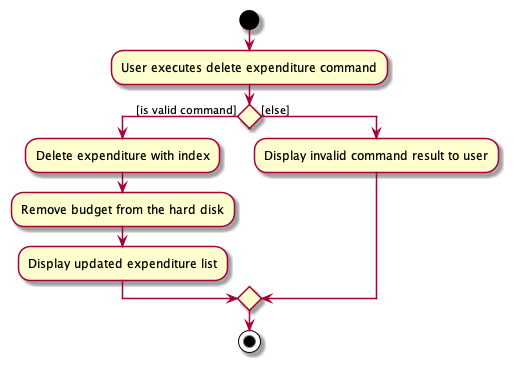 User executes delete expenditure command
[is valid command]
[else]
Delete expenditure with index
Display invalid command result to user
Remove budget from the hard disk
Display updated expenditure list